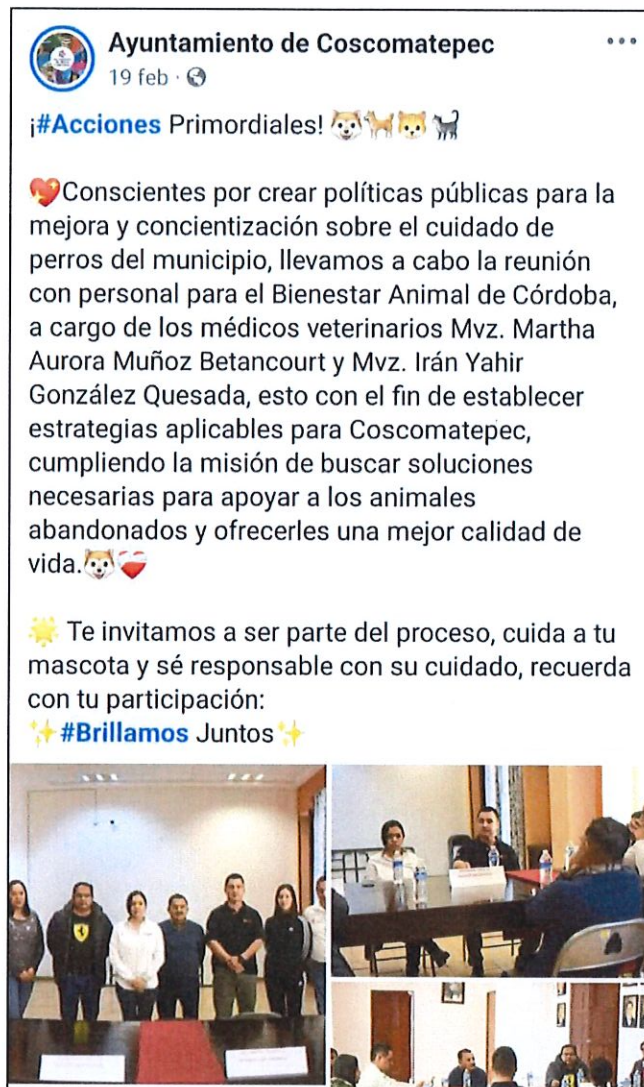 Ayuntamiento de Coscomatepec
19 feb ·
¡#Acciones Primordiales! 🐶🐕🐱🐈‍⬛
💖Conscientes por crear políticas públicas para la
mejora y concientización sobre el cuidado de
perros del municipio, llevamos a cabo la reunión
con personal para el Bienestar Animal de Córdoba,
a cargo de los médicos veterinarios Mvz. Martha
Aurora Muñoz Betancourt y Mvz. Irán Yahir
González Quesada, esto con el fin de establecer
estrategias aplicables para Coscomatepec,
cumpliendo la misión de buscar soluciones
necesarias para apoyar a los animales
abandonados y ofrecerles una mejor calidad de
vida.🐶❤️‍🩹
🌟 Te invitamos a ser parte del proceso, cuida a tu
mascota y sé responsable con su cuidado, recuerda
con tu participación:
✨#Brillamos Juntos✨